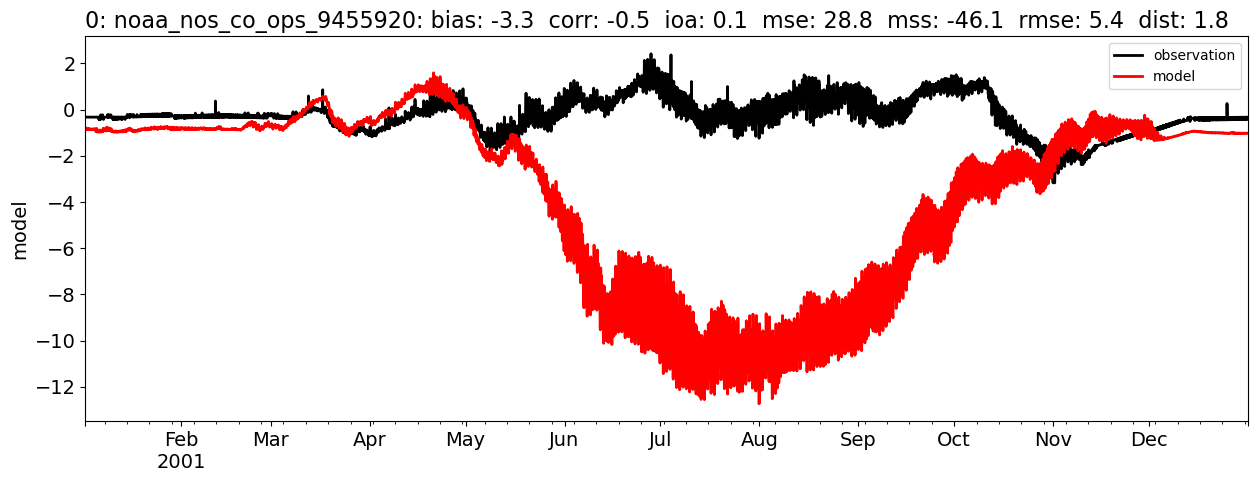 0: noaa_nos_co_ops_9455920: bias: -3.3  corr: -0.5  ioa: 0.1  mse: 28.8  mss: -46.1  rmse: 5.4  dist: 1.8
observation
model
2
0
−2
−4
−6
−8
−10
−12
model
Feb Mar Apr May Jun Jul Aug Sep Oct Nov Dec
2001